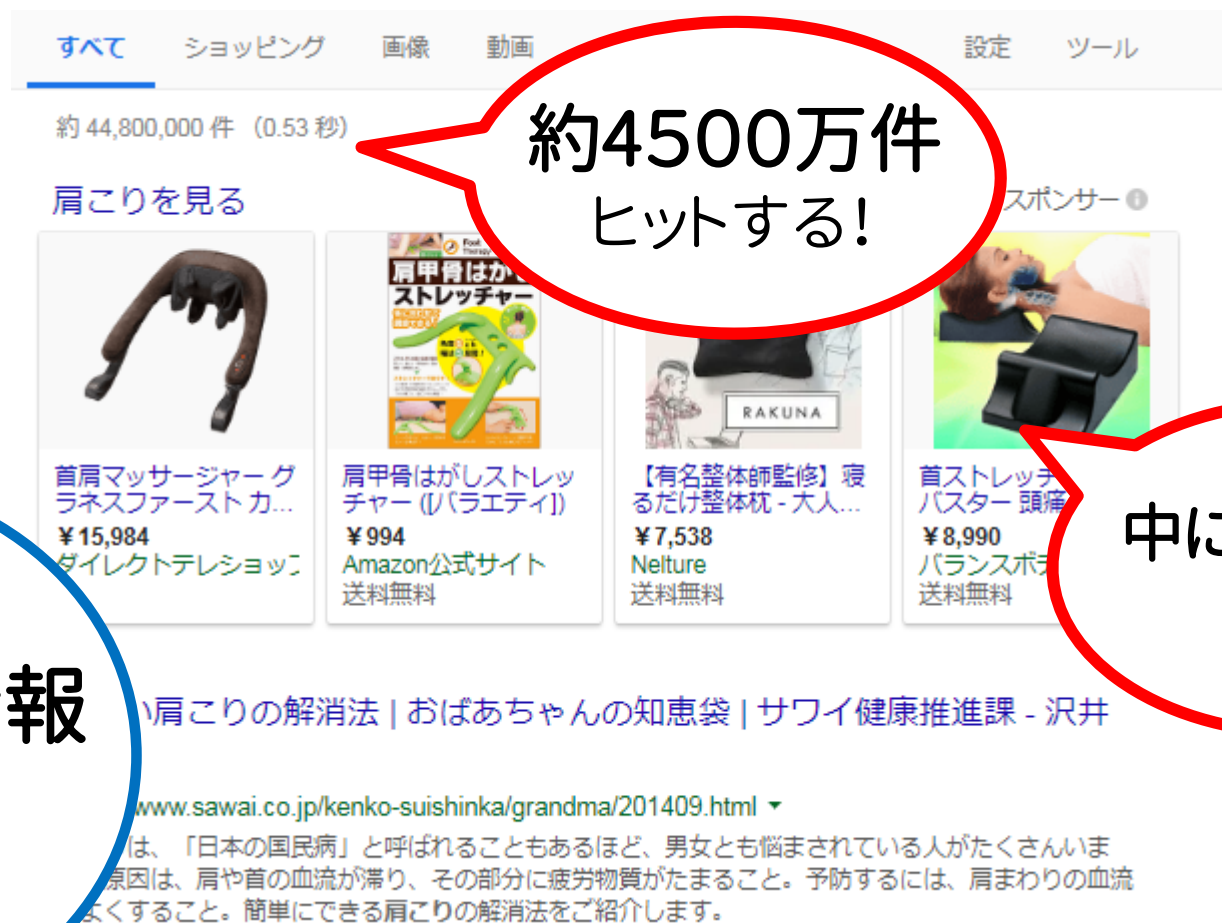 すべて ショッピング 画像 動画 設定 ツール
約 44,800,000 件 （0.53 秒）
約4500万件
ヒットする!
肩こりを見る
スポンサー
肩甲骨はがし
ストレッチャー
RAKUNA
首肩マッサージャー グ
ラネスファースト カ...
￥15,984
ダイレクトテレショップ
肩甲骨はがしストレッ
チャー ([バラエティ])
￥994
Amazon公式サイト
送料無料
【有名整体師監修】寝
るだけ整体枕 - 大人...
￥7,538
Nelture
送料無料
首ストレッチ
バスター 頭痛
￥8,990
バランスボデ
送料無料
中に
報
い肩こりの解消法 | おばあちゃんの知恵袋 | サワイ健康推進課 - 沢井
www.sawai.co.jp/kenko-suishinka/grandma/201409.html
は、「日本の国民病」と呼ばれることもあるほど、男女とも悩まされている人がたくさんいま
原因は、肩や首の血流が滞り、その部分に疲労物質がたまること。予防するには、肩まわりの血流
よくすること。簡単にできる肩こりの解消法をご紹介します。